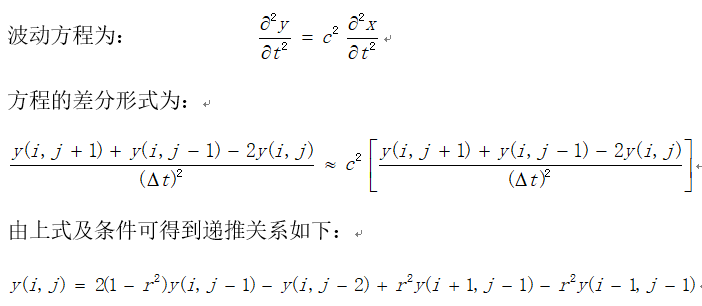 波动方程为： ∂²y/∂t² = c² ∂²x/∂t² ↵
方程的差分形式为： ↵
(y(i, j + 1) + y(i, j − 1) − 2y(i, j))/(Δt)² ≈ c² [(y(i, j + 1) + y(i, j − 1) − 2y(i, j))/(Δt)²] ↵
由上式及条件可得到递推关系如下： ↵
y(i, j) = 2(1 − r²)y(i, j − 1) − y(i, j − 2) + r²y(i + 1, j − 1) − r²y(i − 1, j − 1) ↵